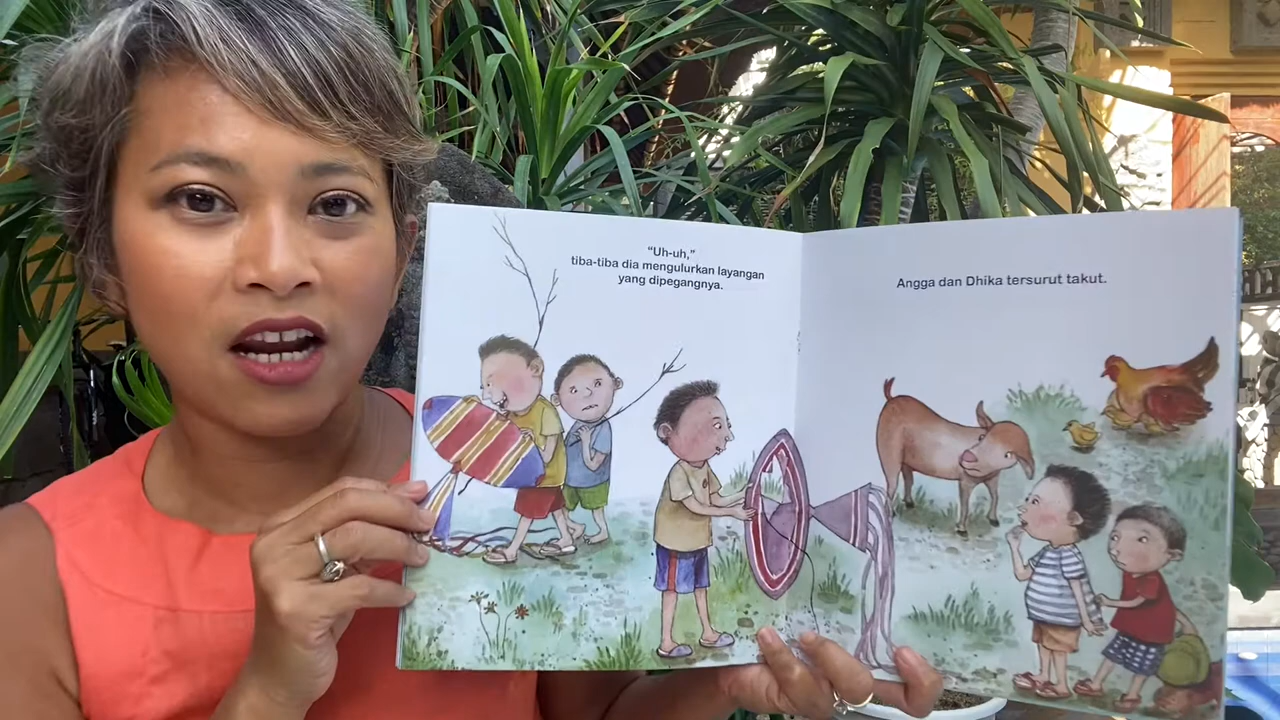 “Uh-uh,”
tiba-tiba dia mengulurkan layangan
yang dipegangnya.
Angga dan Dhika tersurut takut.